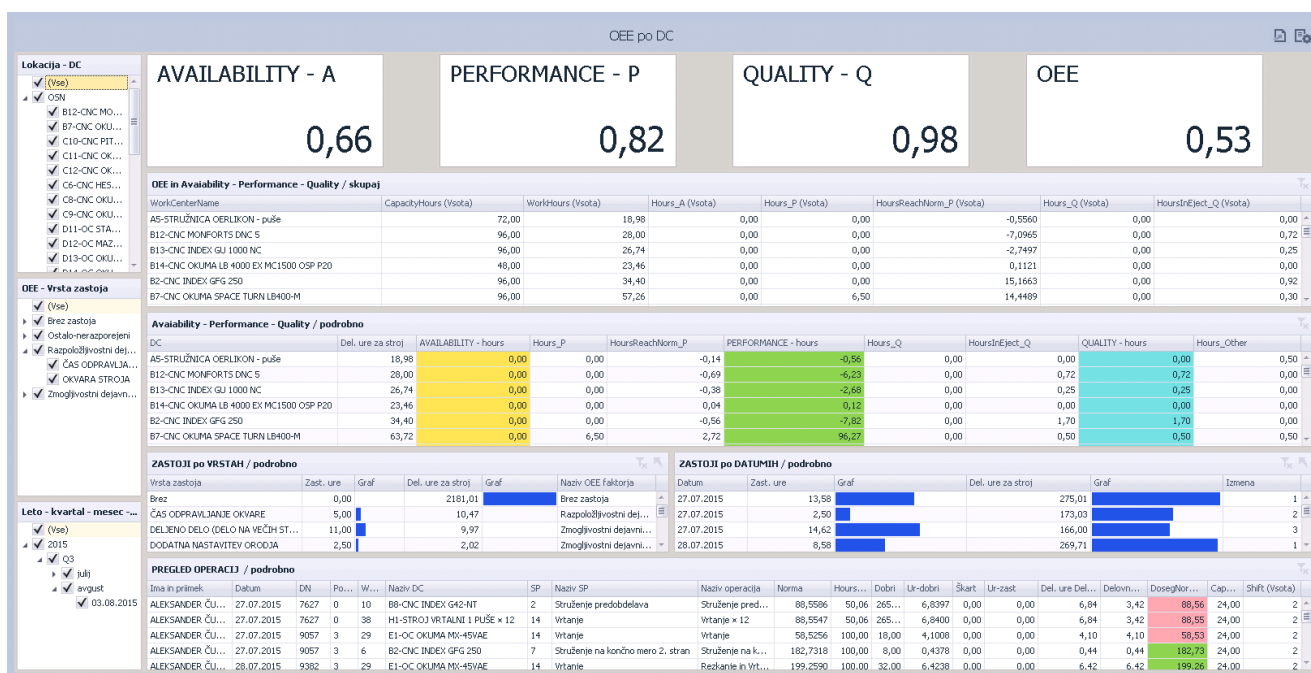 OEE po DC
Lokacija - DC
(Vse)
OSN
B12-CNC MO...
B7-CNC OKU...
C10-CNC PIT...
C11-CNC OK...
C12-CNC OK...
C6-CNC HES...
C8-CNC OKU...
C9-CNC OKU...
D11-OC STA...
D12-OC MAZ...
D13-OC OKU...
OEE - Vrsta zastoja
(Vse)
Brez zastoja
Ostalo-nerazporejeni
Razpoložljivostni dej...
ČAS ODPRAVLJA...
OKVARA STROJA
Zmogljivostni dejavn...
Leto - kvartal - mesec -...
(Vse)
2015
Q3
julij
avgust
03.08.2015
AVAILABILITY - A
0,66
PERFORMANCE - P
0,82
QUALITY - Q
0,98
OEE
0,53
OEE in Avaiability - Performance - Quality / skupaj
WorkCenterName CapacityHours (Vsota) WorkHours (Vsota) Hours_A (Vsota) Hours_P (Vsota) HoursReachNorm_P (Vsota) Hours_Q (Vsota) HoursInEject_Q (Vsota)
A5-STRUŽNICA OERLIKON - puše 72,00 18,98 0,00 0,00 -0,5560 0,00 0,00
B12-CNC MONFORTS DNC 5 96,00 28,00 0,00 0,00 -7,0965 0,00 0,72
B13-CNC INDEX GU 1000 NC 96,00 26,74 0,00 0,00 -2,7497 0,00 0,25
B14-CNC OKUMA LB 4000 EX MC1500 OSP P20 48,00 23,46 0,00 0,00 0,1121 0,00 0,00
B2-CNC INDEX GFG 250 96,00 34,40 0,00 0,00 15,1663 0,00 0,92
B7-CNC OKUMA SPACE TURN LB400-M 96,00 57,26 0,00 6,50 14,4489 0,00 0,30
Avaiability - Performance - Quality / podrobno
DC Del. ure za stroj AVAILABILITY - hours Hours_P HoursReachNorm_P PERFORMANCE - hours Hours_Q HoursInEject_Q QUALITY - hours Hours_Other
A5-STRUŽNICA OERLIKON - puše 18,98 0,00 0,00 -0,14 -0,56 0,00 0,00 0,00 0,50
B12-CNC MONFORTS DNC 5 28,00 0,00 0,00 -0,69 -6,23 0,00 0,72 0,72 0,00
B13-CNC INDEX GU 1000 NC 26,74 0,00 0,00 -0,38 -2,68 0,00 0,25 0,25 0,00
B14-CNC OKUMA LB 4000 EX MC1500 OSP P20 23,46 0,00 0,00 0,04 0,12 0,00 0,00 0,00 0,00
B2-CNC INDEX GFG 250 34,40 0,00 0,00 -0,56 -7,82 0,00 1,70 1,70 0,00
B7-CNC OKUMA SPACE TURN LB400-M 63,72 0,00 6,50 2,72 96,27 0,00 0,50 0,50 0,50
ZASTOJI po VRSTAH / podrobno
Vrsta zastoja Zast. ure Graf Del. ure za stroj Graf Naziv OEE faktorja
Brez 0,00 2181,01 Brez zastoja
ČAS ODPRAVLJANJE OKVARE 5,00 10,47 Razpoložljivostni dej...
DELJENO DELO (DELO NA VEČIH ST... 11,00 9,97 Zmogljivostni dejavni...
DODATNA NASTAVITEV ORODJA 2,50 2,02 Zmogljivostni dejavni...
ZASTOJI po DATUMIH / podrobno
Datum Zast. ure Graf Del. ure za stroj Graf Izmena
27.07.2015 13,58 275,01 1
27.07.2015 2,50 173,03 2
27.07.2015 14,62 166,00 3
28.07.2015 8,58 269,71 1
PREGLED OPERACIJ / podrobno
Ima in priimek Datum DN Po... W... Naziv DC SP Naziv SP Naziv operacija Norma Hours... Dobri Ur-dobri Škart Ur-zast Del. ure Del... Delovn... DosegNor... Cap... Shift (Vsota)
ALEKSANDER ČU... 27.07.2015 7627 0 10 B8-CNC INDEX G42-NT 2 Struženje predobdelava Struženje pred... 88,5586 50,06 265... 6,8397 0,00 0,00 6,84 3,42 88,56 24,00 2
ALEKSANDER ČU... 27.07.2015 7627 0 38 H1-STROJ VRTALNI 1 PUŠE × 12 14 Vrtanje Vrtanje × 12 88,5547 50,06 265... 6,8400 0,00 0,00 6,84 3,42 88,55 24,00 2
ALEKSANDER ČU... 27.07.2015 9057 3 29 E1-OC OKUMA MX-45VAE 14 Vrtanje Vrtanje 58,5256 100,00 18,00 4,1008 0,00 0,00 4,10 4,10 58,53 24,00 2
ALEKSANDER ČU... 27.07.2015 9057 3 6 B2-CNC INDEX GFG 250 7 Struženje na končno mero 2. stran Struženje na k... 182,7318 100,00 8,00 0,4378 0,00 0,00 0,44 0,44 182,73 24,00 2
ALEKSANDER ČU... 28.07.2015 9382 3 29 E1-OC OKUMA MX-45VAE 14 Vrtanje Rezkanje in Vrt... 199,2590 100,00 32,00 6,4238 0,00 0,00 6,42 6,42 199,26 24,00 2